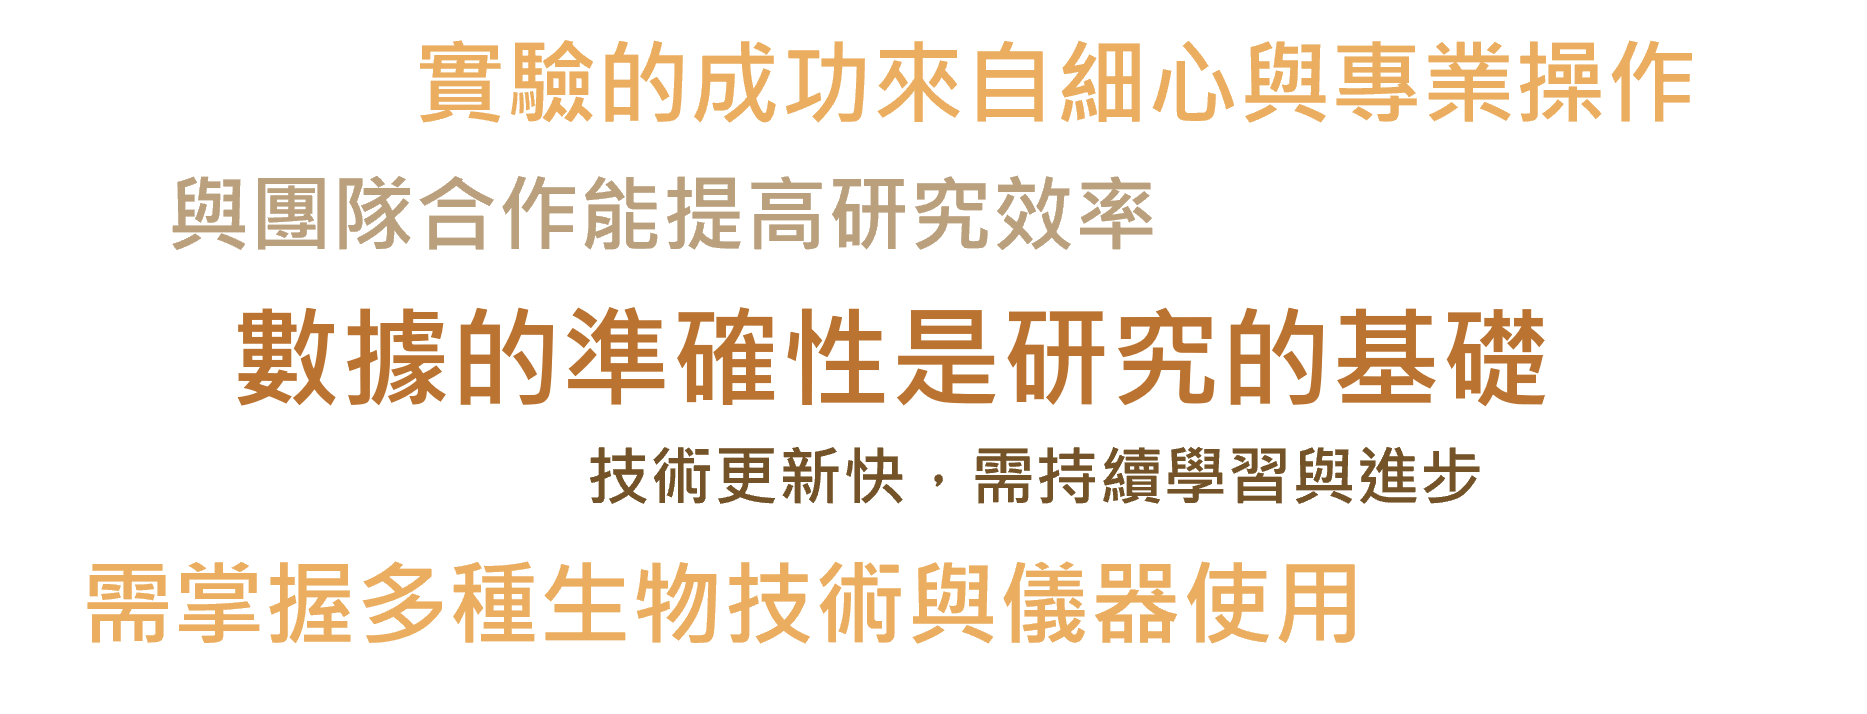 實驗的成功來自細心與專業操作
與團隊合作能提高研究效率
數據的準確性是研究的基礎
技術更新快，需持續學習與進步
需掌握多種生物技術與儀器使用